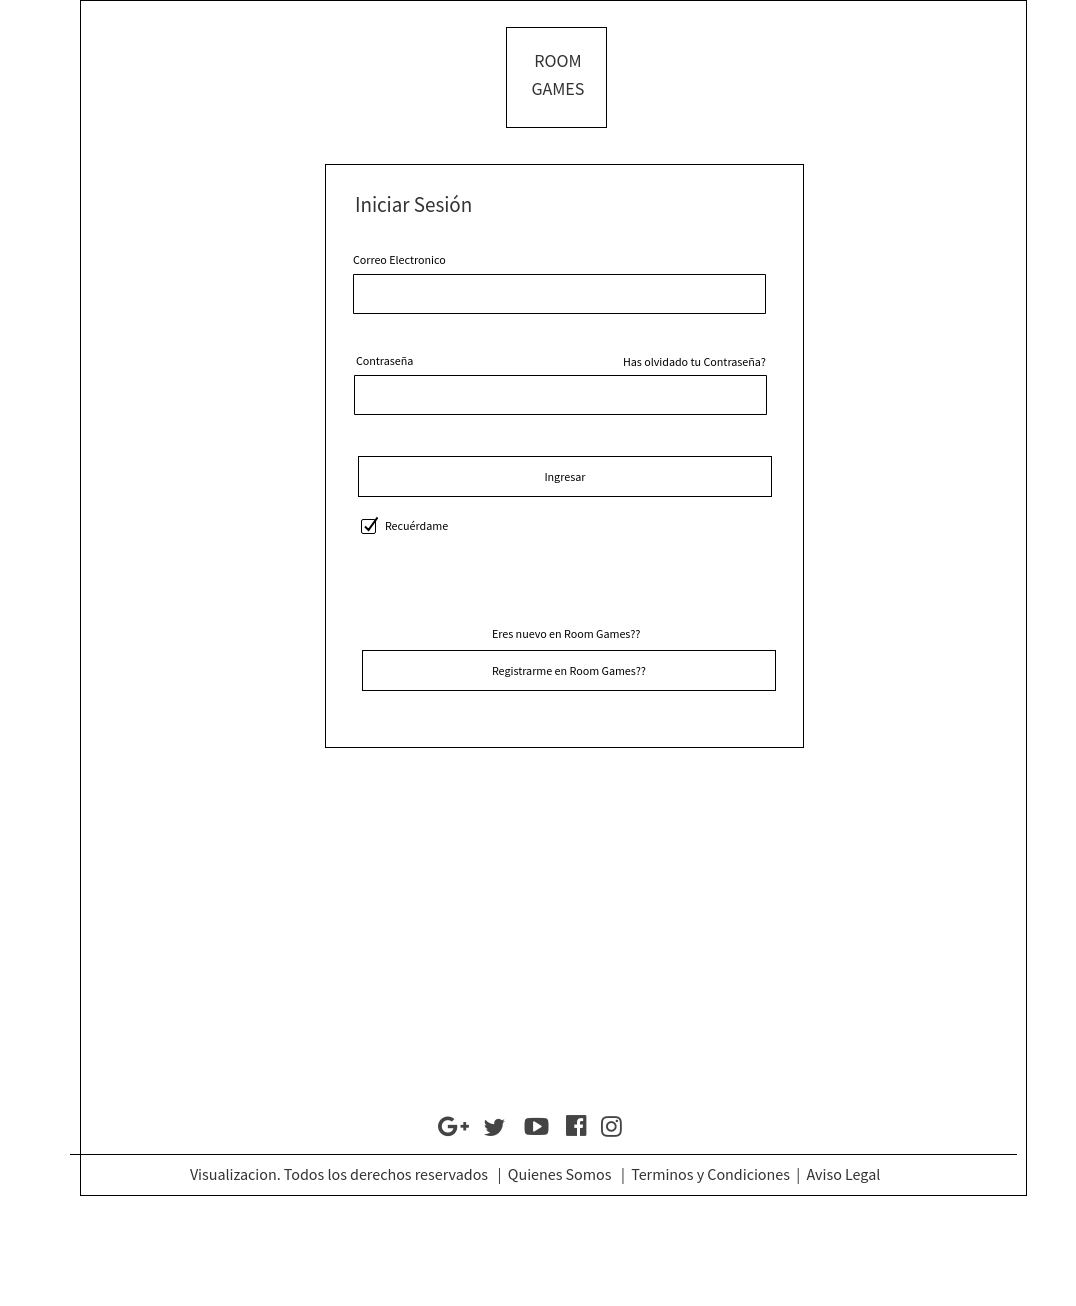 ROOM
GAMES
Iniciar Sesión
Correo Electronico
Contraseña Has olvidado tu Contraseña?
Ingresar
Recuérdame
Eres nuevo en Room Games??
Registrarme en Room Games??
Visualizacion. Todos los derechos reservados | Quienes Somos | Terminos y Condiciones | Aviso Legal